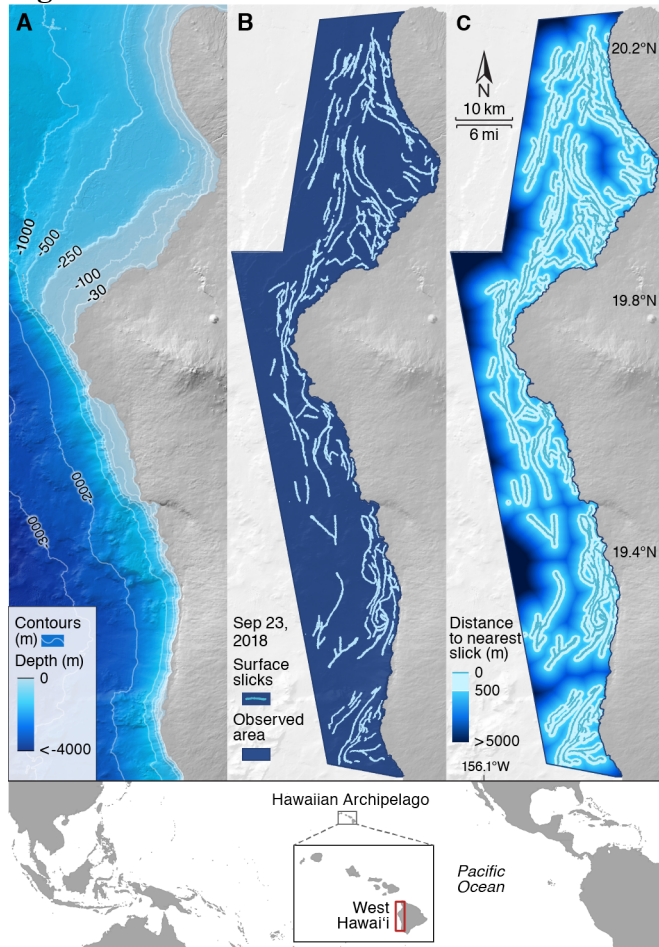 A
B
C
20.2°N
N
10 km
6 mi
-1000
-500
-250
-100
-30
19.8°N
-2000
-3000
19.4°N
Contours
(m)
Depth (m)
0
<-4000
Sep 23,
2018
Surface
slicks
Observed
area
Distance
to nearest
slick (m)
0
500
>5000
156.1°W
Hawaiian Archipelago
West
Hawai‘i
Pacific
Ocean